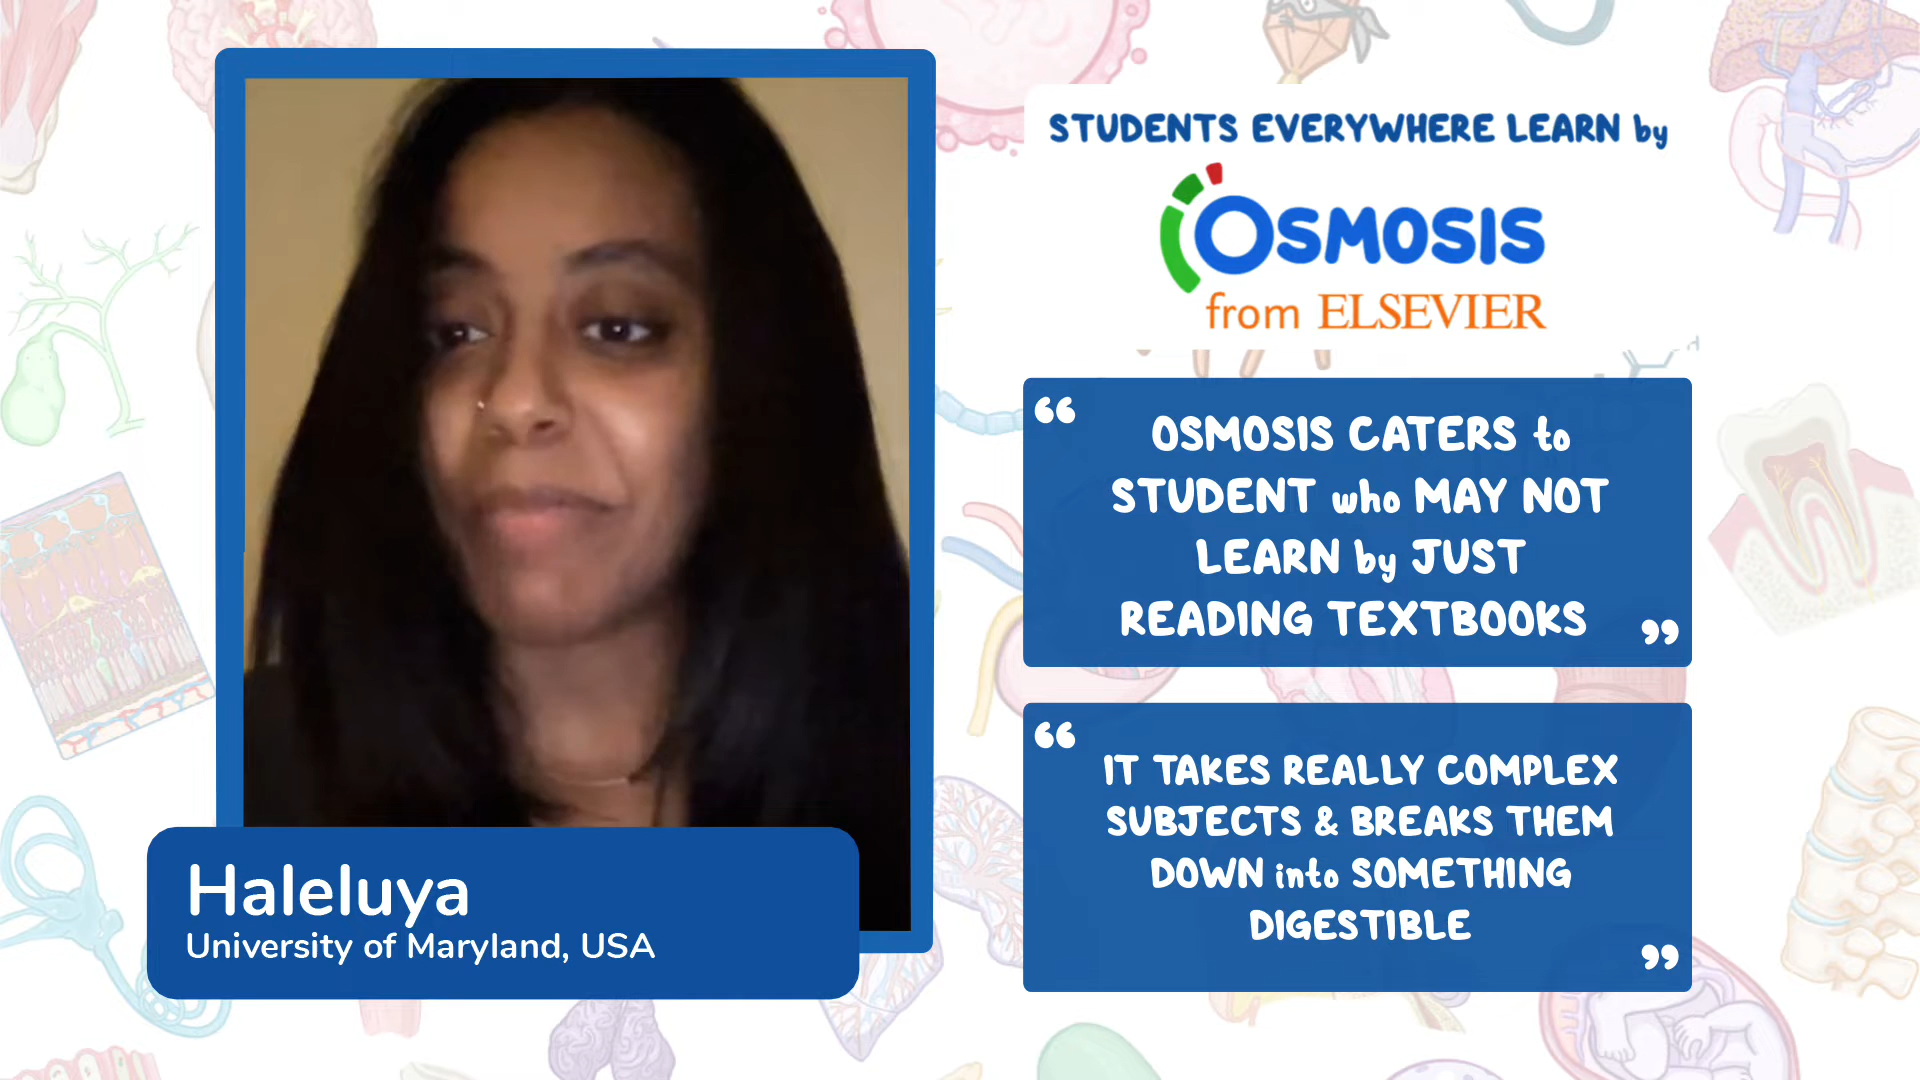 Haleluya
University of Maryland, USA
STUDENTS EVERYWHERE LEARN by
OSMOSIS
from ELSEVIER
“ OSMOSIS CATERS to
STUDENT who MAY NOT
LEARN by JUST
READING TEXTBOOKS ”
“ IT TAKES REALLY COMPLEX
SUBJECTS & BREAKS THEM
DOWN into SOMETHING
DIGESTIBLE ”